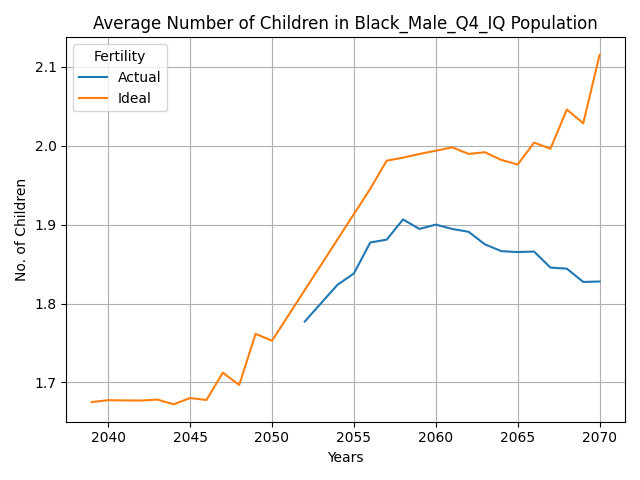 Average Number of Children in Black_Male_Q4_IQ Population
Fertility
Actual
Ideal
2.1
2.0
1.9
1.8
1.7
No. of Children
2040 2045 2050 2055 2060 2065 2070
Years